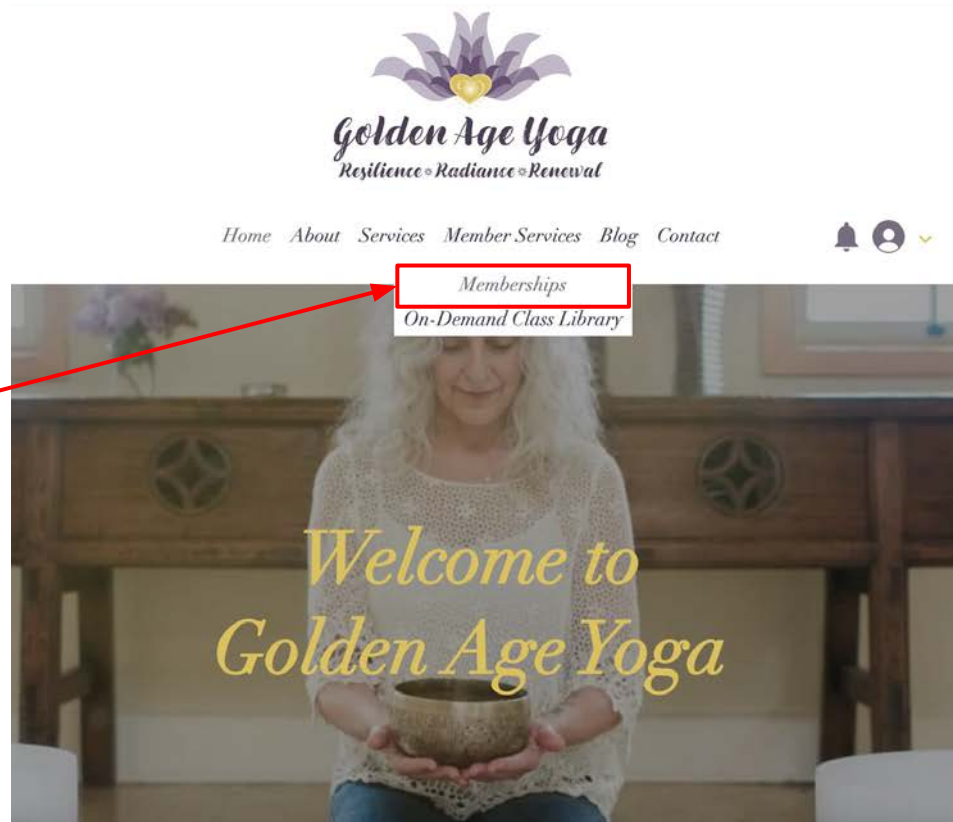 Golden Age Yoga
Resilience Radiance Renewal
Home About Services Member Services Blog Contact
Memberships
On-Demand Class Library
Welcome to
Golden Age Yoga